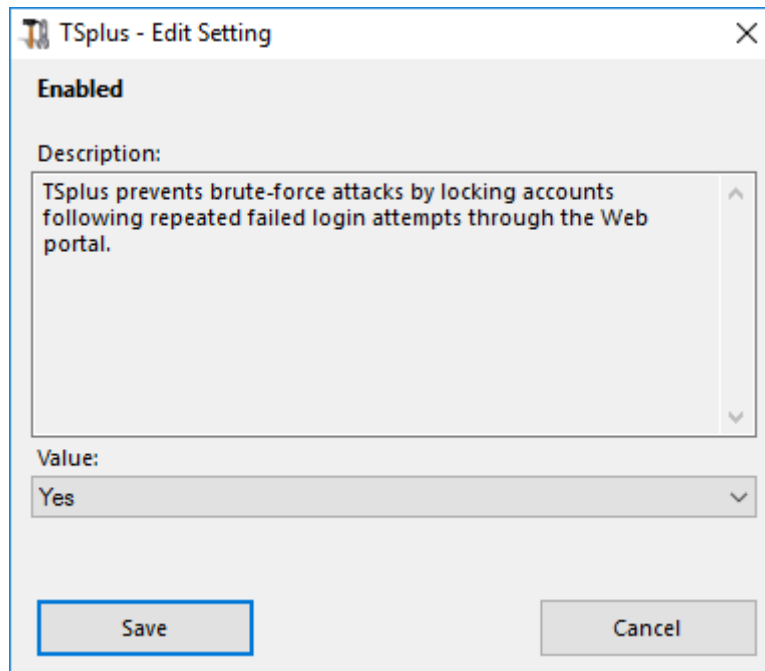 TSplus - Edit Setting
Enabled
Description:
TSplus prevents brute-force attacks by locking accounts
following repeated failed login attempts through the Web
portal.
Value:
Yes
Save
Cancel